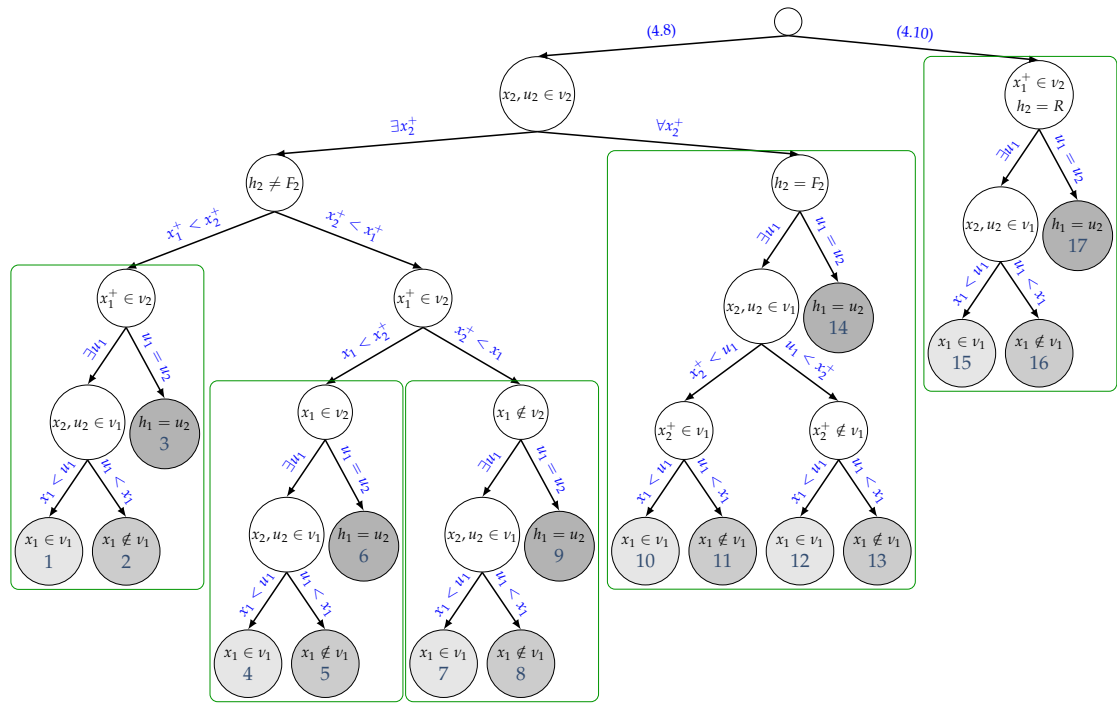 (4.8)
(4.10)
x₂, u₂ ∈ ν₂
x₁⁺ ∈ ν₂
h₂ = R
∃x₂⁺
∀x₂⁺
∃u₁
u₁ = u₂
h₂ ≠ F₂
h₂ = F₂
x₂, u₂ ∈ ν₁
h₁ = u₂
17
x₁⁺ < x₂⁺
x₂⁺ < x₁⁺
∃u₁
u₁ = u₂
x₁ < u₁
u₁ < x₁
x₁⁺ ∈ ν₂
x₁⁺ ∈ ν₂
x₂, u₂ ∈ ν₁
h₁ = u₂
14
x₁ ∈ ν₁
15
x₁ ∉ ν₁
16
∃u₁
u₁ = u₂
x₁ < x₂⁺
x₂⁺ < x₁
x₂⁺ < u₁
u₁ < x₂⁺
x₂, u₂ ∈ ν₁
h₁ = u₂
3
x₁ ∈ ν₂
x₁ ∉ ν₂
x₂⁺ ∈ ν₁
x₂⁺ ∉ ν₁
x₁ < u₁
u₁ < x₁
∃u₁
u₁ = u₂
∃u₁
u₁ = u₂
x₁ < u₁
u₁ < x₁
x₁ < u₁
u₁ < x₁
x₁ ∈ ν₁
1
x₁ ∉ ν₁
2
x₂, u₂ ∈ ν₁
h₁ = u₂
6
x₂, u₂ ∈ ν₁
h₁ = u₂
9
x₁ ∈ ν₁
10
x₁ ∉ ν₁
11
x₁ ∈ ν₁
12
x₁ ∉ ν₁
13
x₁ < u₁
u₁ < x₁
x₁ < u₁
u₁ < x₁
x₁ ∈ ν₁
4
x₁ ∉ ν₁
5
x₁ ∈ ν₁
7
x₁ ∉ ν₁
8